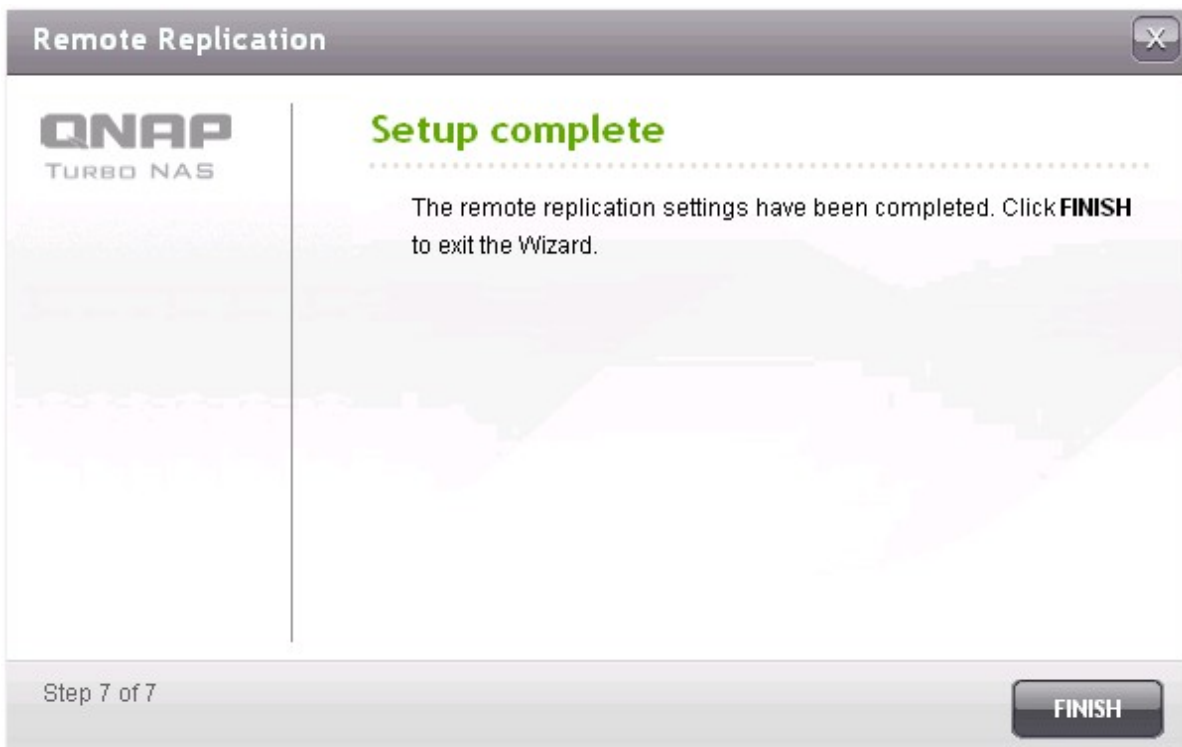 Remote Replication
X
QNAP
TURBO NAS
Setup complete
The remote replication settings have been completed. Click FINISH
to exit the Wizard.
Step 7 of 7
FINISH